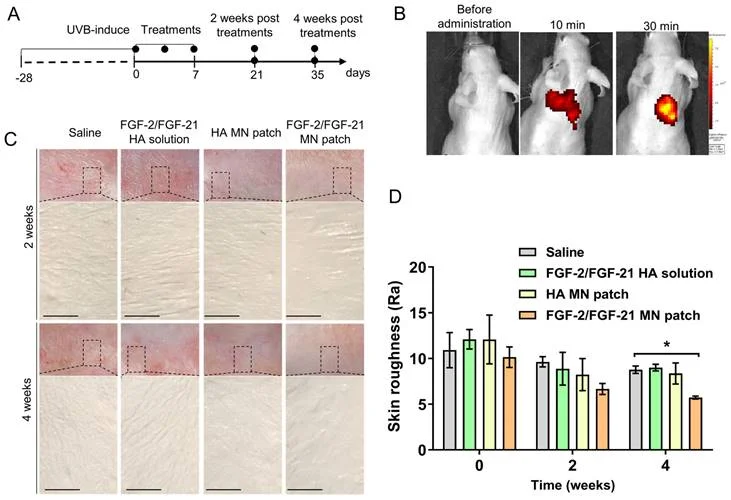 A
UVB-induce
Treatments
2 weeks post
treatments
4 weeks post
treatments
-28
0
7
21
35
days
B
Before
administration
10 min
30 min
C
Saline
FGF-2/FGF-21
HA solution
HA MN patch
FGF-2/FGF-21
MN patch
2 weeks
4 weeks
D
Saline
FGF-2/FGF-21 HA solution
HA MN patch
FGF-2/FGF-21 MN patch
Skin roughness (Ra)
20
15
10
5
0
*
0
2
4
Time (weeks)